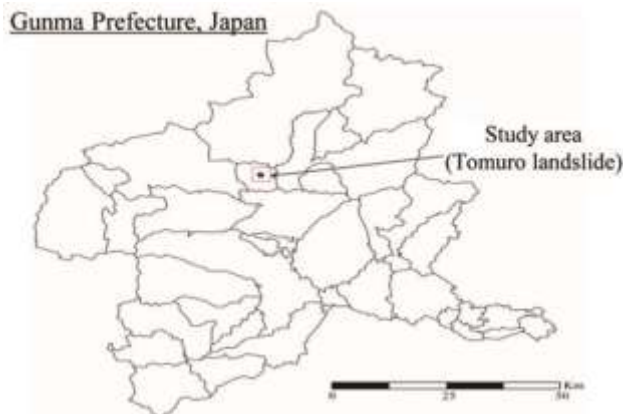 Gunma Prefecture, Japan
Study area
(Tomuro landslide)
Km
0 25 50